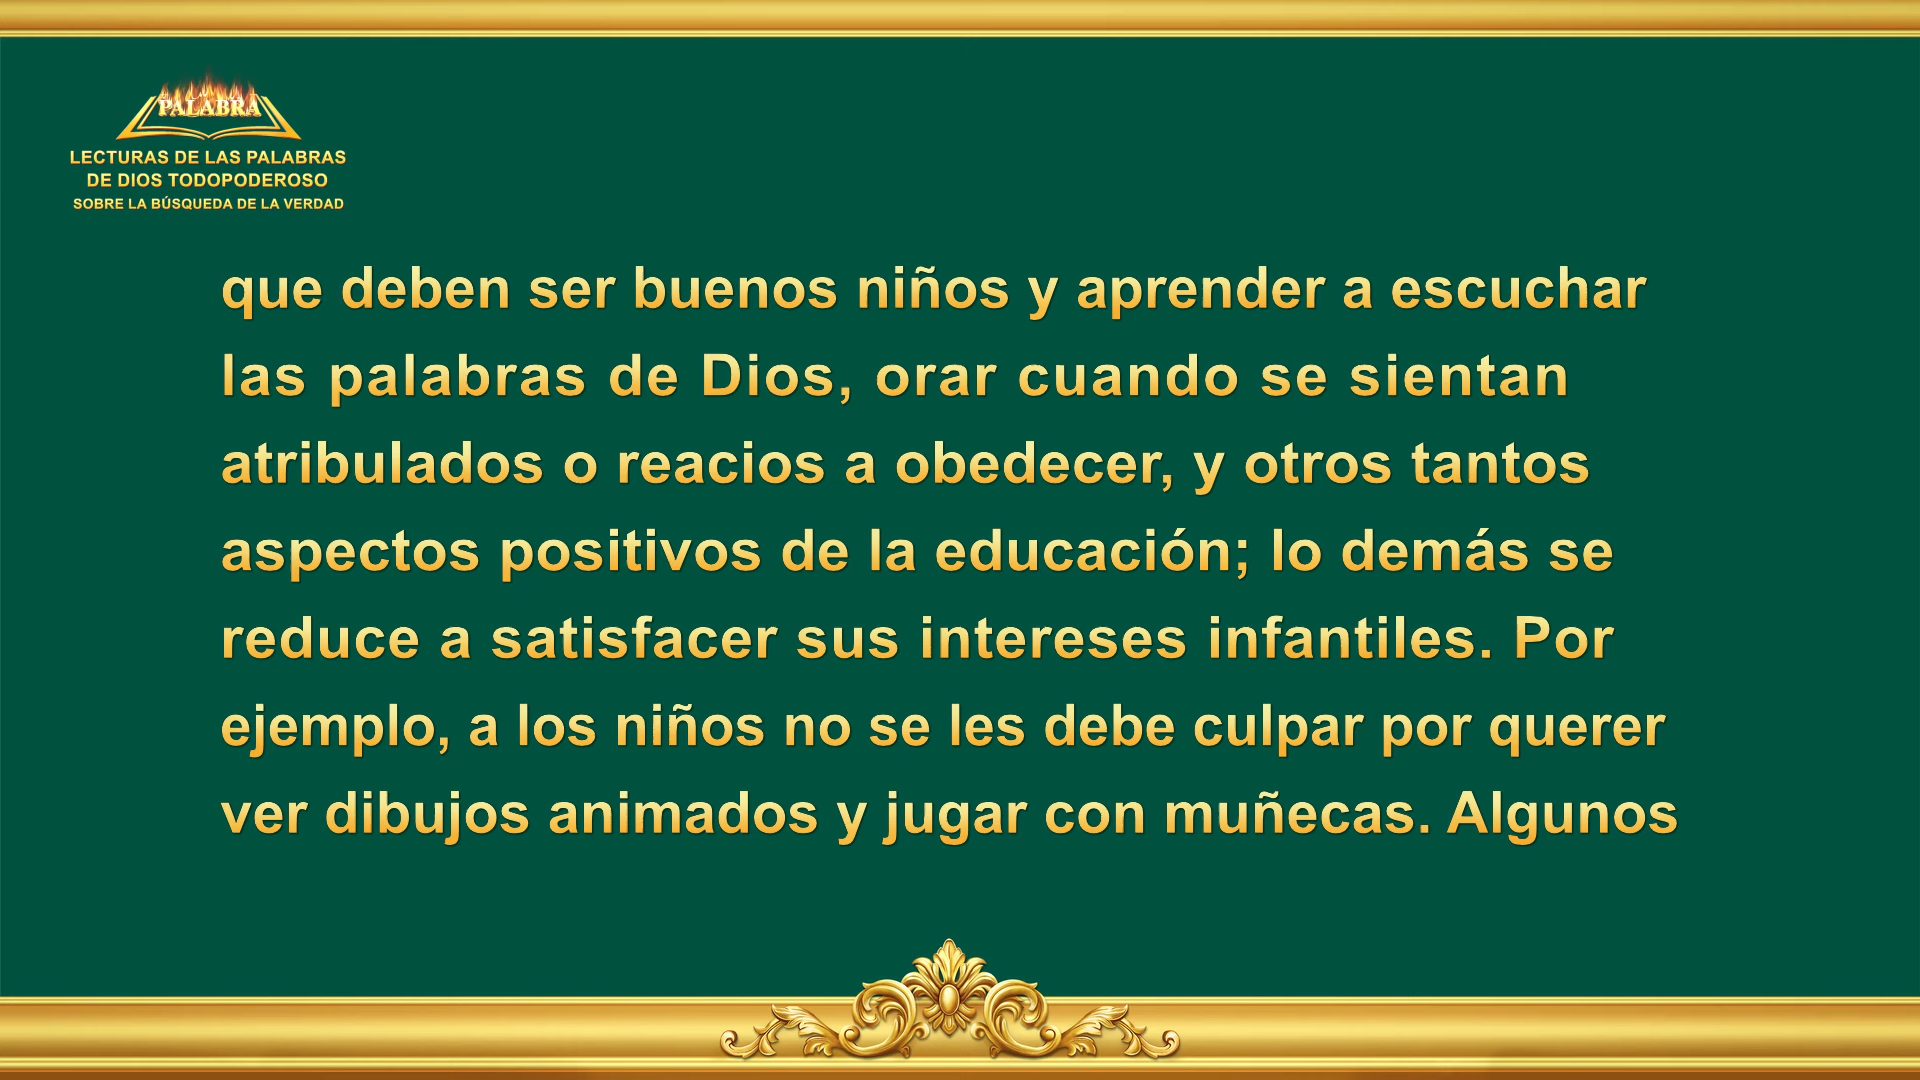 PALABRA
LECTURAS DE LAS PALABRAS
DE DIOS TODOPODEROSO
SOBRE LA BÚSQUEDA DE LA VERDAD
que deben ser buenos niños y aprender a escuchar
las palabras de Dios, orar cuando se sientan
atribulados o reacios a obedecer, y otros tantos
aspectos positivos de la educación; lo demás se
reduce a satisfacer sus intereses infantiles. Por
ejemplo, a los niños no se les debe culpar por querer
ver dibujos animados y jugar con muñecas. Algunos